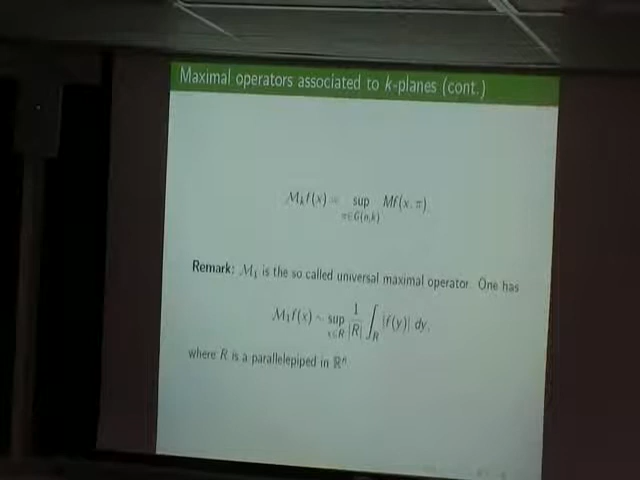 Maximal operators associated to k-planes (cont.)
M_k f(x) = sup_{π∈G(n,k)} Mf(x, π)
Remark: M_1 is the so called universal maximal operator. One has
M_1 f(x) ~ sup_{x∈R} 1/|R| ∫_R |f(y)| dy,
where R is a parallelepiped in ℝ^n